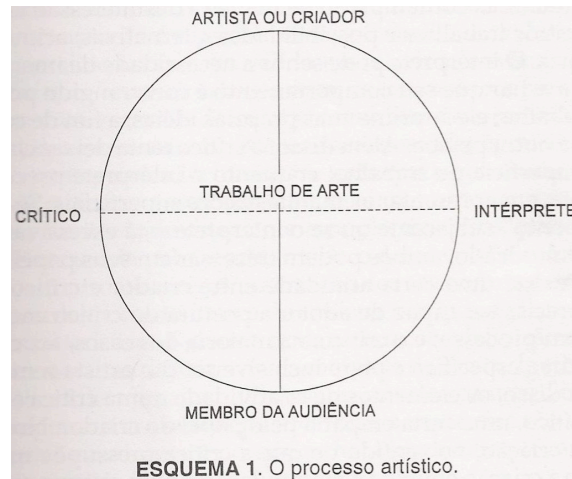 ARTISTA OU CRIADOR
TRABALHO DE ARTE
CRÍTICO
INTÉRPRETE
MEMBRO DA AUDIÊNCIA
ESQUEMA 1. O processo artístico.